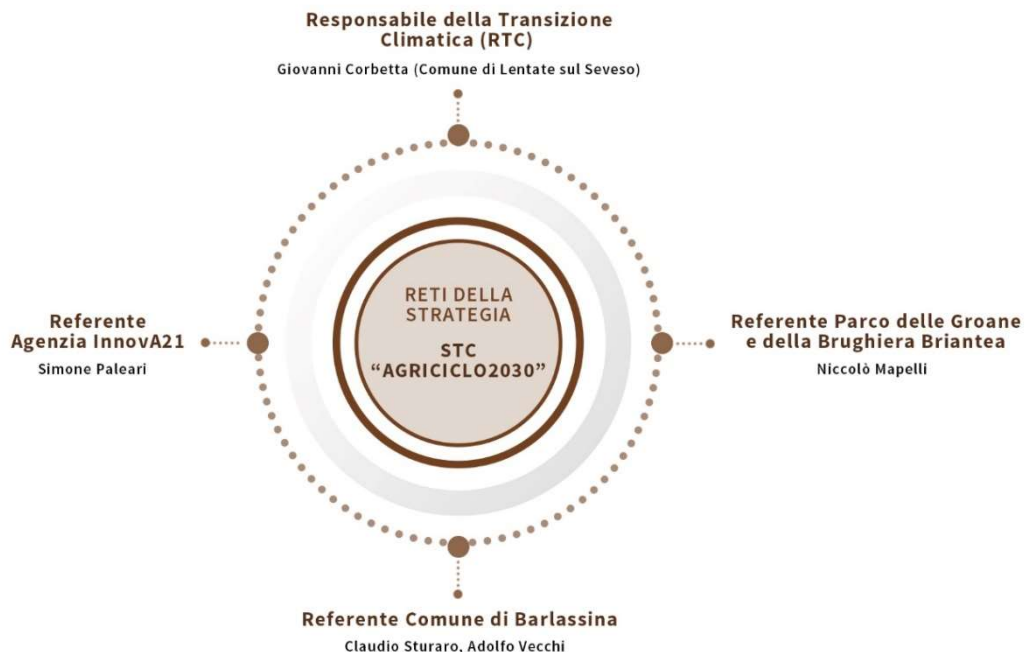 Responsabile della Transizione
Climatica (RTC)
Giovanni Corbetta (Comune di Lentate sul Seveso)
RETI DELLA
STRATEGIA
STC
“AGRICICLO2030”
Referente
Agenzia InnovA21
Simone Paleari
Referente Parco delle Groane
e della Brughiera Briantea
Niccolò Mapelli
Referente Comune di Barlassina
Claudio Sturaro, Adolfo Vecchi